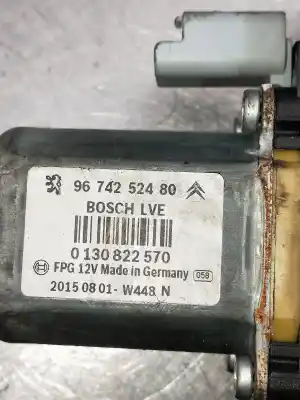 96 742 524 80
BOSCH LVE
0 130 822 570
FPG 12V Made in Germany 058
2015 08 01- W448 N